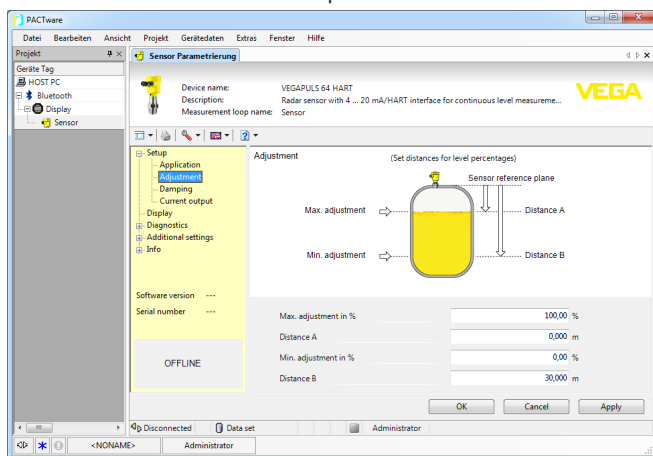 PACTware
Datei Bearbeiten Ansicht Projekt Gerätedaten Extras Fenster Hilfe
Projekt
Geräte Tag
HOST PC
Bluetooth
Display
Sensor
Sensor Parametrierung
Device name: VEGAPULS 64 HART
Description: Radar sensor with 4 ... 20 mA/HART interface for continuous level measureme...
Measurement loop name: Sensor
VEGA
Setup
Application
Adjustment
Damping
Current output
Display
Diagnostics
Additional settings
Info
Software version ---
Serial number ---
OFFLINE
Adjustment (Set distances for level percentages)
Sensor reference plane
Max. adjustment Distance A
Min. adjustment Distance B
Max. adjustment in % 100,00 %
Distance A 0,000 m
Min. adjustment in % 0,00 %
Distance B 30,000 m
OK Cancel Apply
Disconnected Data set Administrator
<NONAME> Administrator